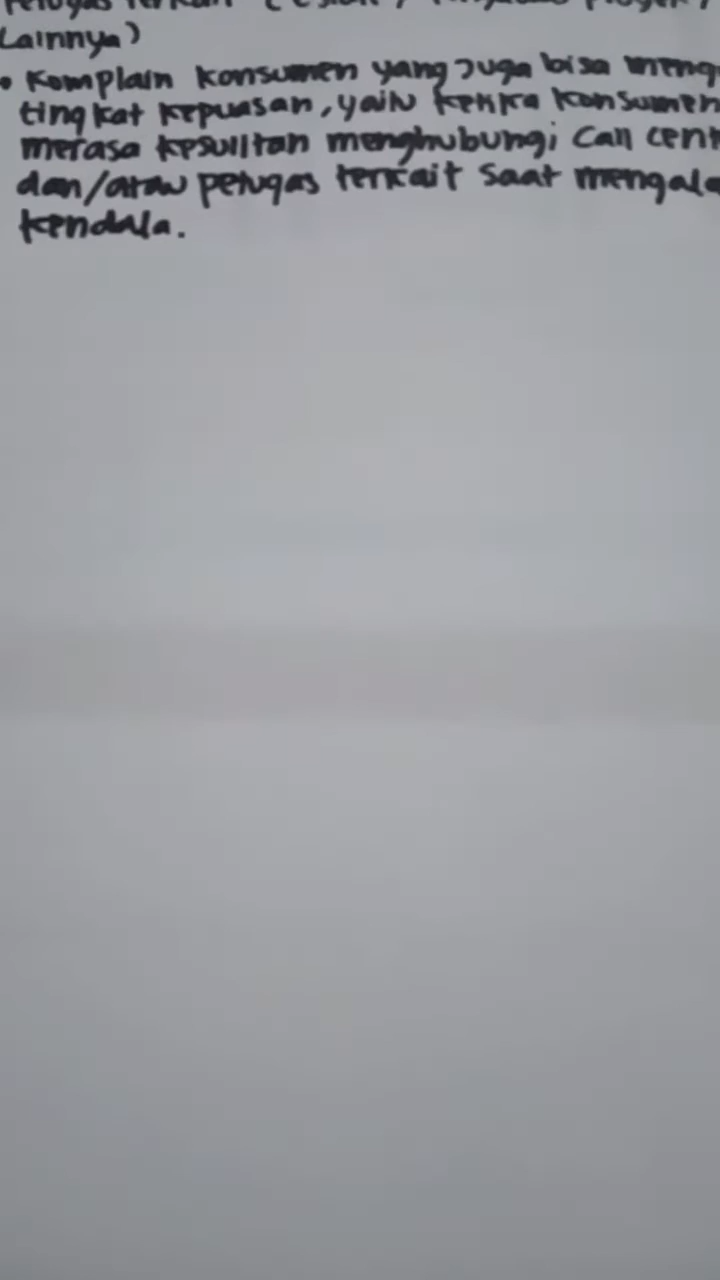 Lainnya)
• Komplain konsumen yang juga bisa meng
tingkat kepuasan, yaitu ketika konsumen
merasa kesulitan menghubungi Call cent
dan/atau petugas terkait saat mengala
kendala.